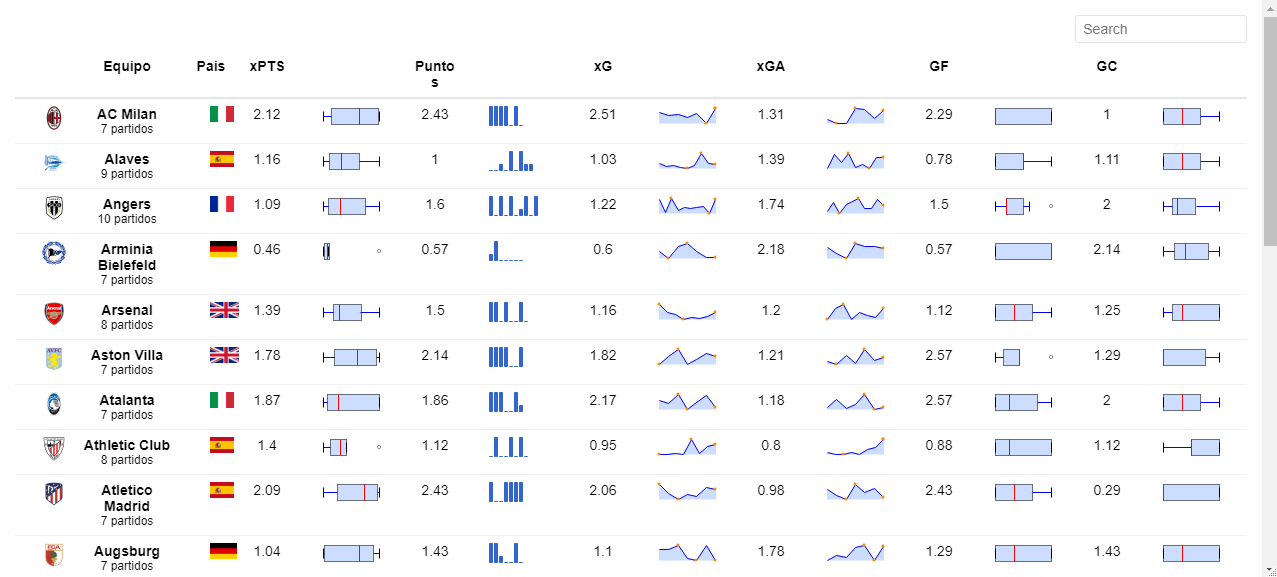 Search
Equipo País xPTS Punto xG xGA GF GC
s
AC Milan 2.12 2.43 2.51 1.31 2.29 1
7 partidos
Alaves 1.16 1 1.03 1.39 0.78 1.11
9 partidos
Angers 1.09 1.6 1.22 1.74 1.5 2
10 partidos
Arminia 0.46 0.57 0.6 2.18 0.57 2.14
Bielefeld
7 partidos
Arsenal 1.39 1.5 1.16 1.2 1.12 1.25
8 partidos
Aston Villa 1.78 2.14 1.82 1.21 2.57 1.29
7 partidos
Atalanta 1.87 1.86 2.17 1.18 2.57 2
7 partidos
Athletic Club 1.4 1.12 0.95 0.8 0.88 1.12
8 partidos
Atletico 2.09 2.43 2.06 0.98 2.43 0.29
Madrid
7 partidos
Augsburg 1.04 1.43 1.1 1.78 1.29 1.43
7 partidos